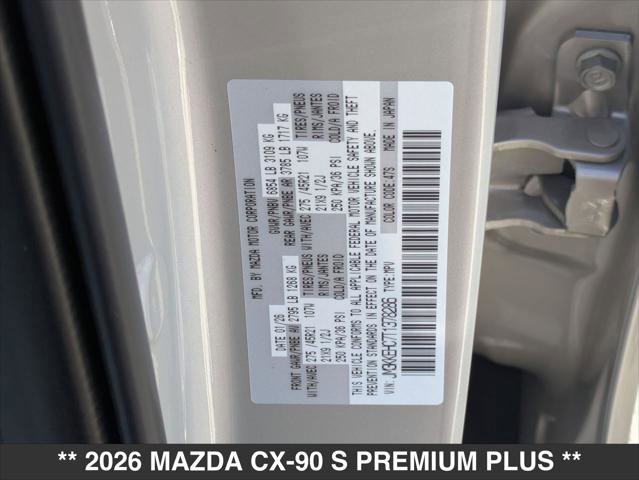 MFD. BY MAZDA MOTOR CORPORATION
DATE 01/26 GVWR/PNBV 6854 LB 3109 KG
FRONT GAWR/PNBE AV 2795 LB 1268 KG REAR GAWR/PNBE AR 3785 LB 1717 KG
WITH/AVEC 275 /45R21 107W TIRES/PNEUS WITH/AVEC 275 /45R21 107W TIRES/PNEUS
21X9 1/2J RIMS/JANTES 21X9 1/2J RIMS/JANTES
250 KPA/36 PSI COLD/A FROID 250 KPA/36 PSI COLD/A FROID
THIS VEHICLE CONFORMS TO ALL APPLICABLE FEDERAL MOTOR VEHICLE SAFETY AND THEFT
PREVENTION STANDARDS IN EFFECT ON THE DATE OF MANUFACTURE SHOWN ABOVE.
VIN: JM3KKEHC7T1378286 TYPE: MPV COLOR CODE: 47S MADE IN JAPAN
** 2026 MAZDA CX-90 S PREMIUM PLUS **